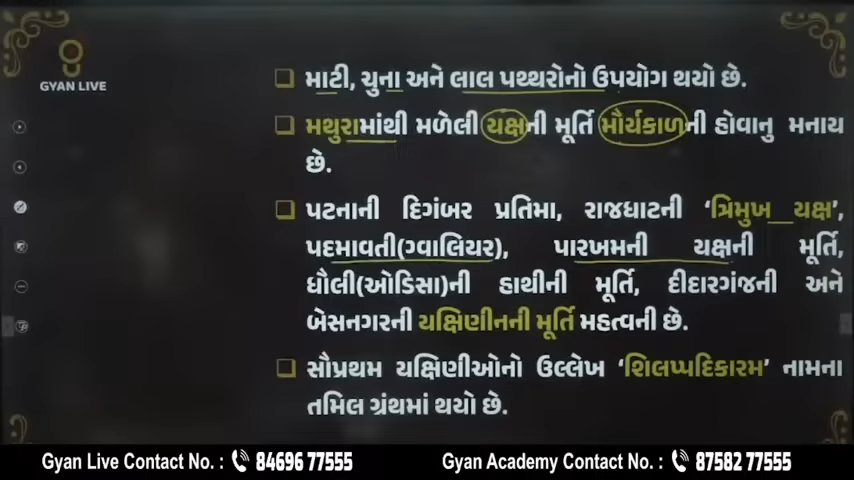 GYAN LIVE
માટી, ચુના અને લાલ પથ્થરોનો ઉપયોગ થયો છે.
મથુરામાંથી મળેલી યક્ષની મૂર્તિ મૌર્યકાળની હોવાનુ મનાય
છે.
પટનાની દિગંબર પ્રતિમા, રાજઘાટની ‘ત્રિમુખ યક્ષ’,
પદમાવતી(ગ્વાલિયર), પારખમની યક્ષની મૂર્તિ,
ધૌલી(ઓડિસા)ની હાથીની મૂર્તિ, દીદારગંજની અને
બેસનગરની યક્ષિણીનની મૂર્તિ મહત્વની છે.
સૌપ્રથમ યક્ષિણીઓનો ઉલ્લેખ ‘શિલપ્પદિકારમ’ નામના
તમિલ ગ્રંથમાં થયો છે.
Gyan Live Contact No. : 84696 77555 Gyan Academy Contact No. : 87582 77555